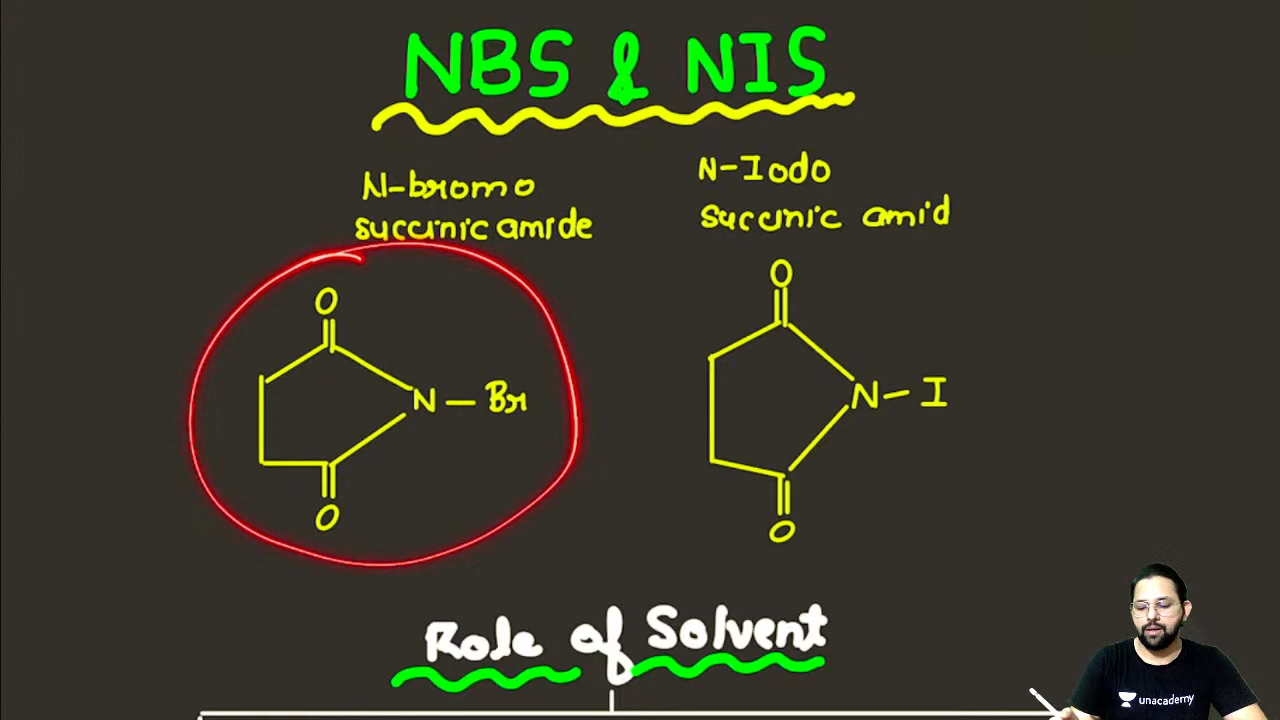 NBS & NIS
N-bromo
succinic amide
N-Iodo
succinic amid
O
N-Br
O
O
N-I
O
Role of Solvent
unacademy